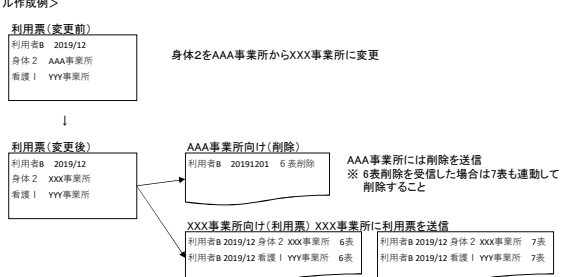 ル作成例＞
利用票（変更前）
利用者B 2019/12
身体２ AAA事業所
看護Ⅰ YYY事業所
身体2をAAA事業所からXXX事業所に変更
↓
利用票（変更後）
利用者B 2019/12
身体２ XXX事業所
看護Ⅰ YYY事業所
AAA事業所向け（削除）
利用者B 20191201 ６表削除
AAA事業所には削除を送信
※ 6表削除を受信した場合は7表も連動して
削除すること
XXX事業所向け（利用票） XXX事業所に利用票を送信
利用者B 2019/12 身体２ XXX事業所 6表
利用者B 2019/12 看護Ⅰ YYY事業所 6表
利用者B 2019/12 身体２ XXX事業所 7表
利用者B 2019/12 看護Ⅰ YYY事業所 7表